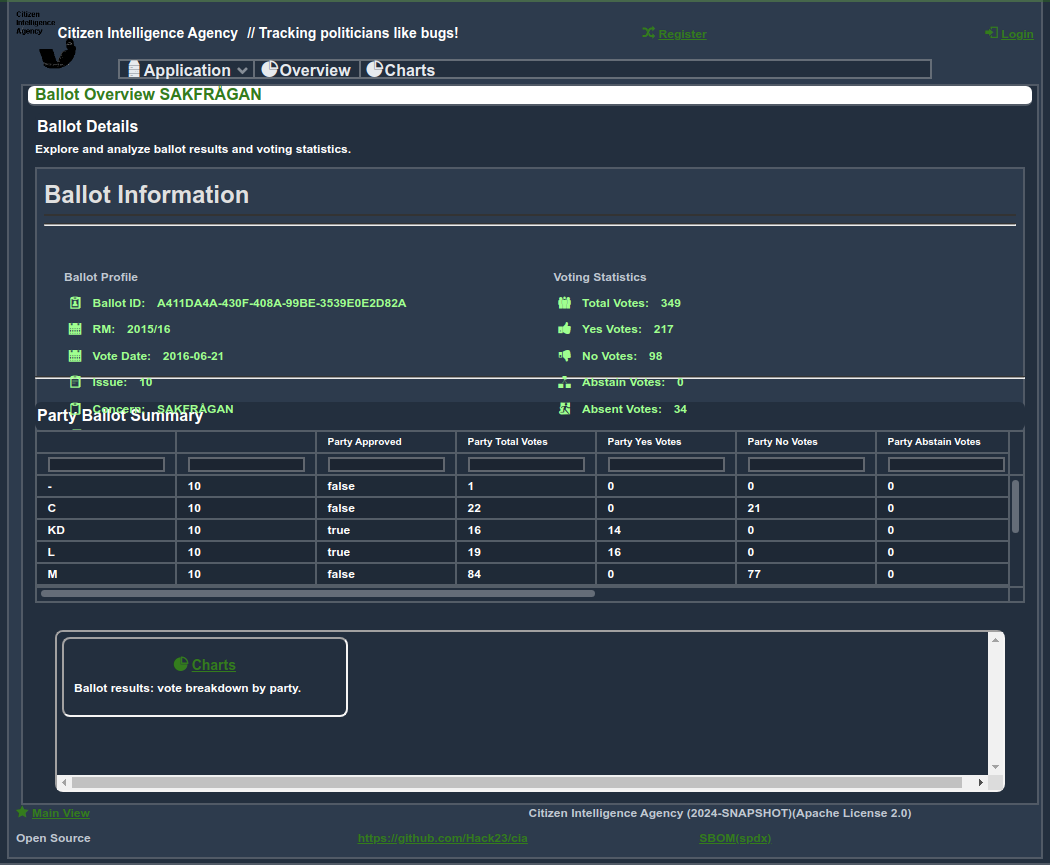 Citizen
Intelligence
Agency
Citizen Intelligence Agency // Tracking politicians like bugs!
Register
Login
Application
Overview
Charts
Ballot Overview SAKFRÅGAN
Ballot Details
Explore and analyze ballot results and voting statistics.
Ballot Information
Ballot Profile
Ballot ID: A411DA4A-430F-408A-99BE-3539E0E2D82A
RM: 2015/16
Vote Date: 2016-06-21
Issue: 10
Concern: SAKFRÅGAN
Voting Statistics
Total Votes: 349
Yes Votes: 217
No Votes: 98
Abstain Votes: 0
Absent Votes: 34
Party Ballot Summary
Party Approved Party Total Votes Party Yes Votes Party No Votes Party Abstain Votes
- 10 false 1 0 0 0
C 10 false 22 0 21 0
KD 10 true 16 14 0 0
L 10 true 19 16 0 0
M 10 false 84 0 77 0
Charts
Ballot results: vote breakdown by party.
Main View
Citizen Intelligence Agency (2024-SNAPSHOT)(Apache License 2.0)
Open Source
https://github.com/Hack23/cia
SBOM(spdx)